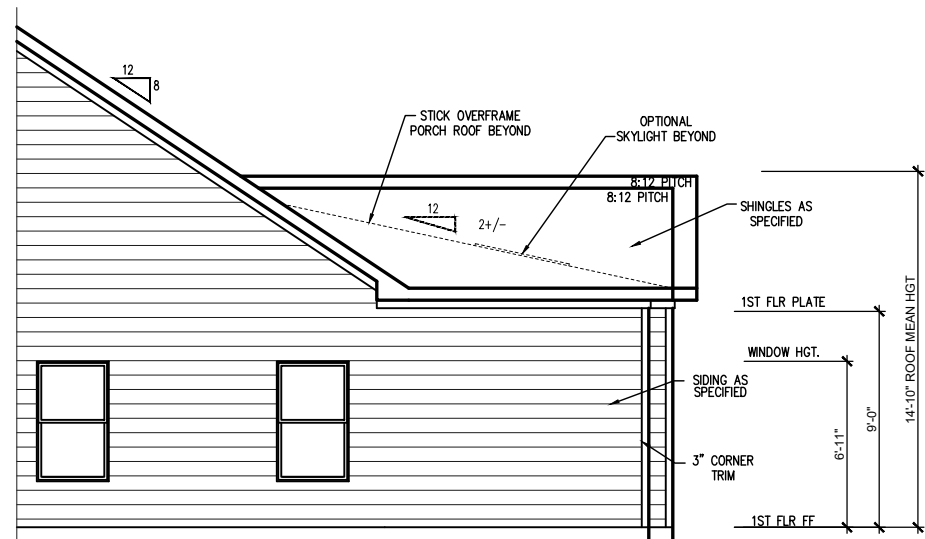 12
8
STICK OVERFRAME
PORCH ROOF BEYOND
OPTIONAL
SKYLIGHT BEYOND
8:12 PITCH
8:12 PITCH
12
2+/-
SHINGLES AS
SPECIFIED
1ST FLR PLATE
WINDOW HGT.
SIDING AS
SPECIFIED
3" CORNER
TRIM
1ST FLR FF
6'-11"
9'-0"
14'-10" ROOF MEAN HGT